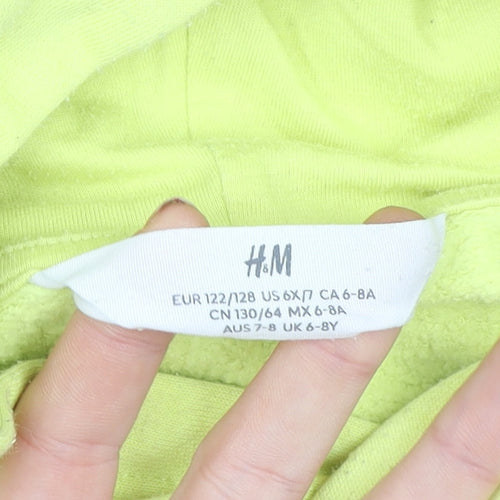 H&M
EUR 122/128 US 6X/7 CA 6-8A
CN 130/64 MX 6-8A
AUS 7-8 UK 6-8Y